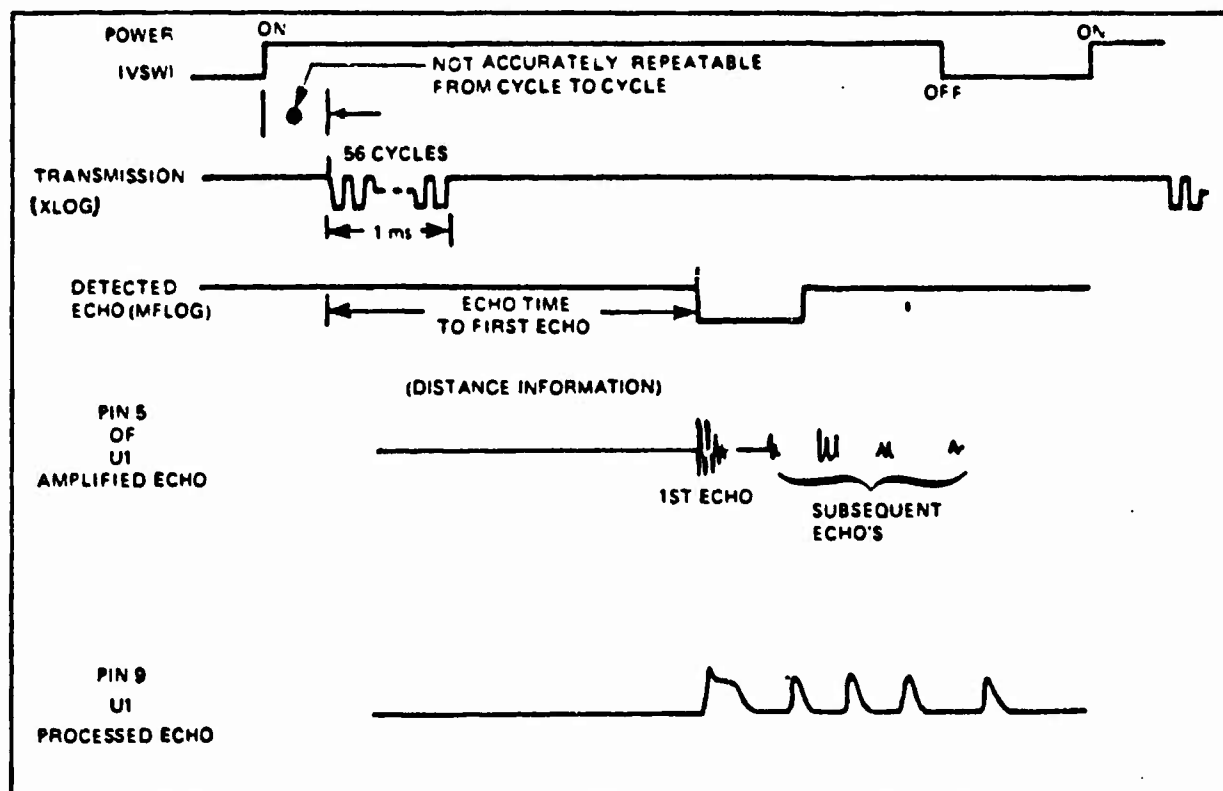 POWER
IVSWI
ON
NOT ACCURATELY REPEATABLE
FROM CYCLE TO CYCLE
OFF
ON
TRANSMISSION
(XLOG)
56 CYCLES
1 ms
DETECTED
ECHO (MFLOG)
ECHO TIME
TO FIRST ECHO
(DISTANCE INFORMATION)
PIN 5
OF
U1
AMPLIFIED ECHO
1ST ECHO
SUBSEQUENT
ECHO'S
PIN 9
U1
PROCESSED ECHO